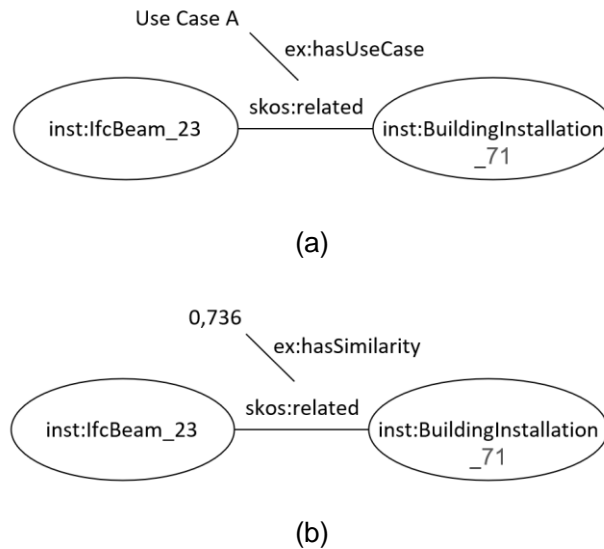 Use Case A
ex:hasUseCase
skos:related
inst:IfcBeam_23
inst:BuildingInstallation
_71
(a)
0,736
ex:hasSimilarity
skos:related
inst:IfcBeam_23
inst:BuildingInstallation
_71
(b)